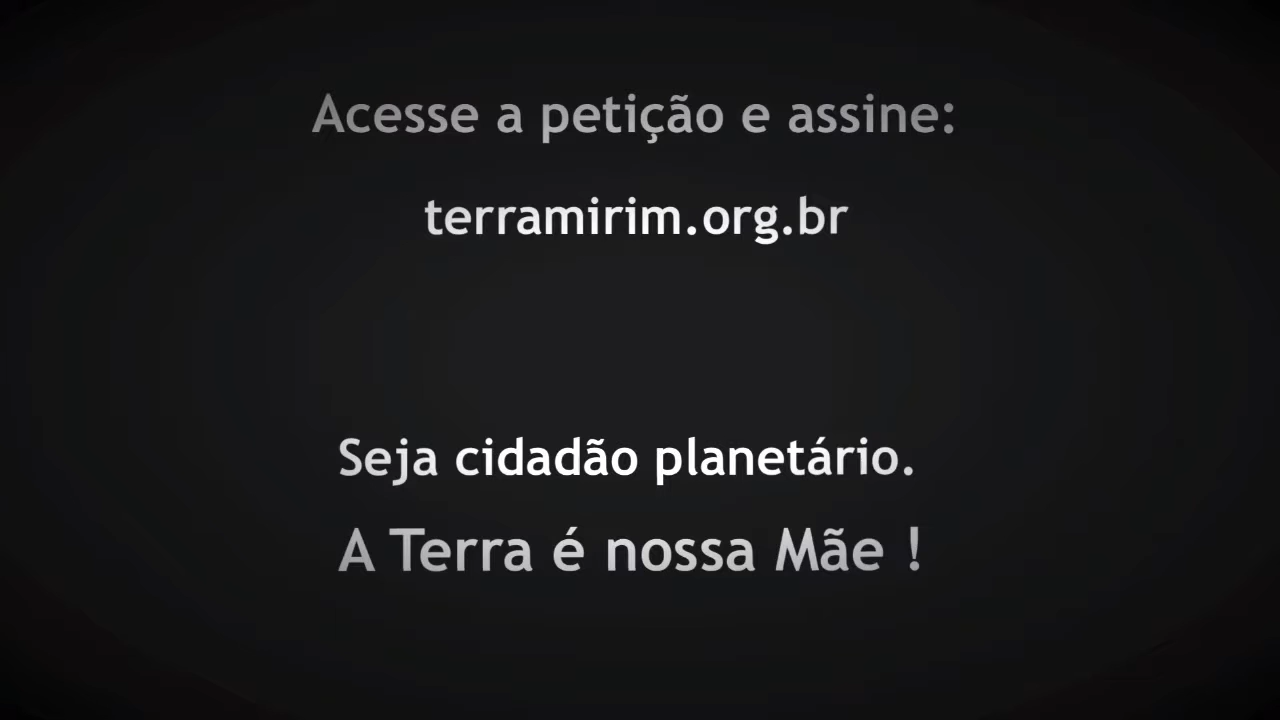 Acesse a petição e assine:
terramirim.org.br
Seja cidadão planetário.
A Terra é nossa Mãe !